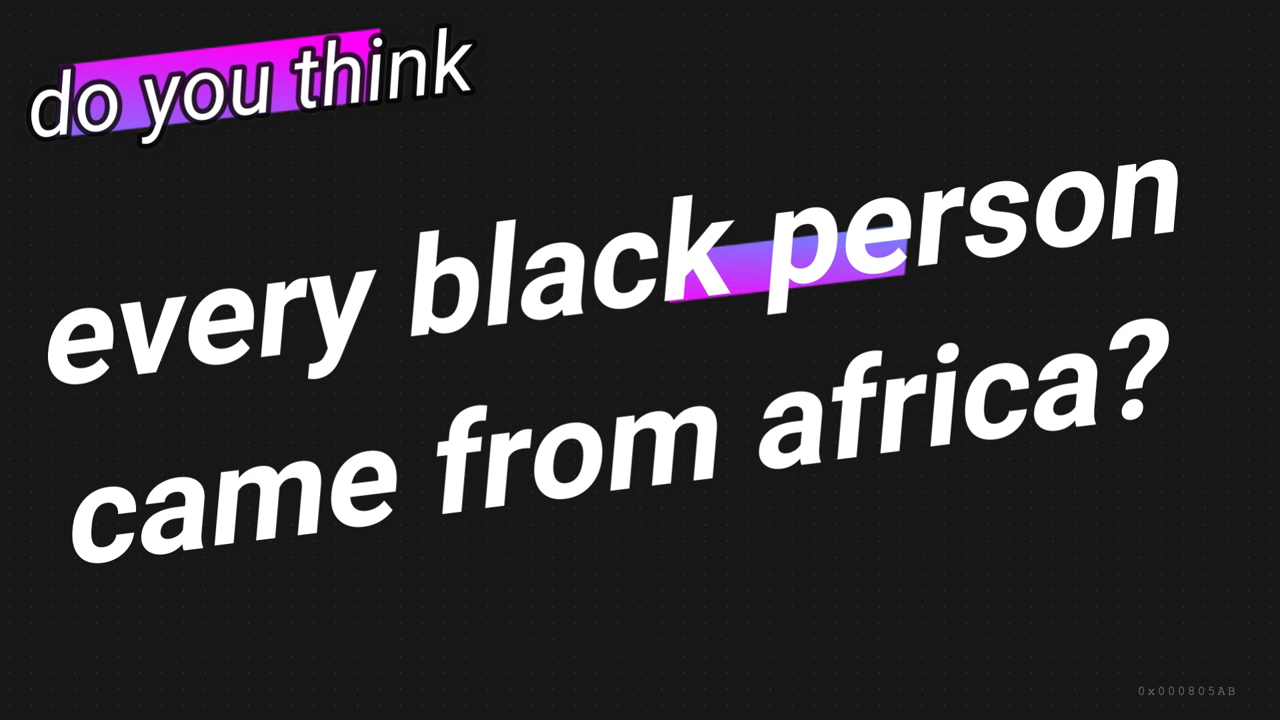 do you think
every black person
came from africa?
0x000805AB